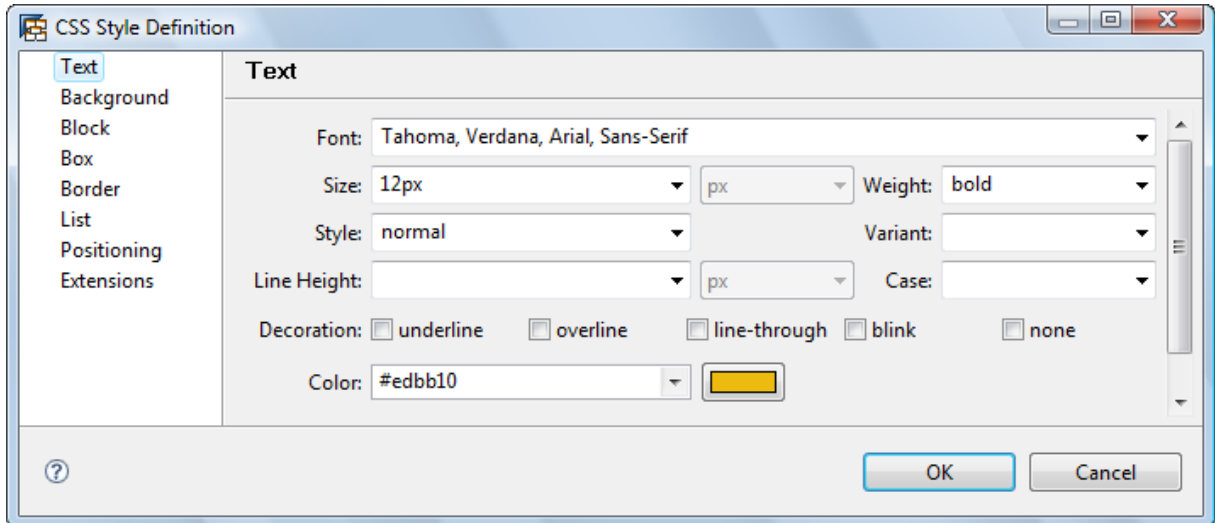 CSS Style Definition
Text
Background
Block
Box
Border
List
Positioning
Extensions
Text
Font: Tahoma, Verdana, Arial, Sans-Serif
Size: 12px px Weight: bold
Style: normal Variant:
Line Height: px Case:
Decoration: underline overline line-through blink none
Color: #edbb10
? OK Cancel